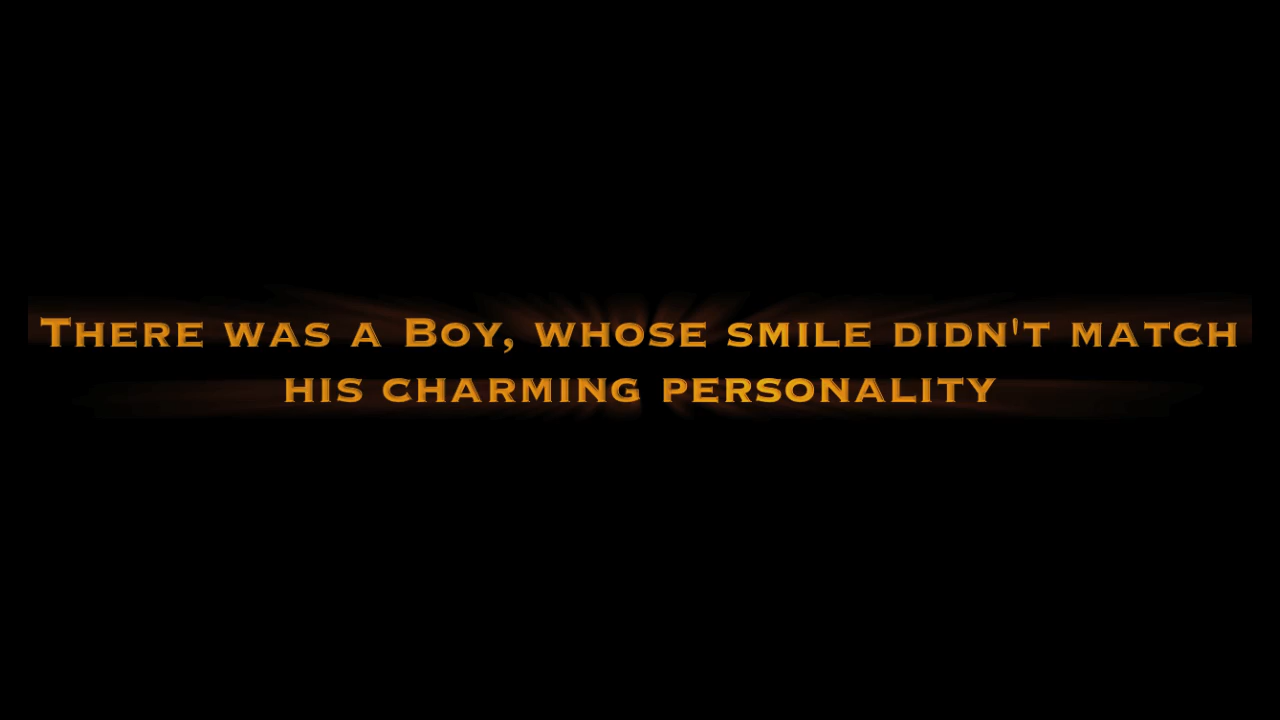 There was a Boy, whose smile didn't match
his charming personality